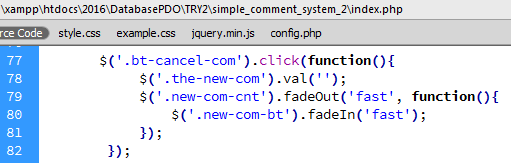 \xampp\htdocs\2016\DatabasePDO\TRY2\simple_comment_system_2\index.php
rce Code style.css example.css jquery.min.js config.php
77 $('.bt-cancel-com').click(function(){
78 $('.the-new-com').val('');
79 $('.new-com-cnt').fadeOut('fast', function(){
80 $('.new-com-bt').fadeIn('fast');
81 });
82 });